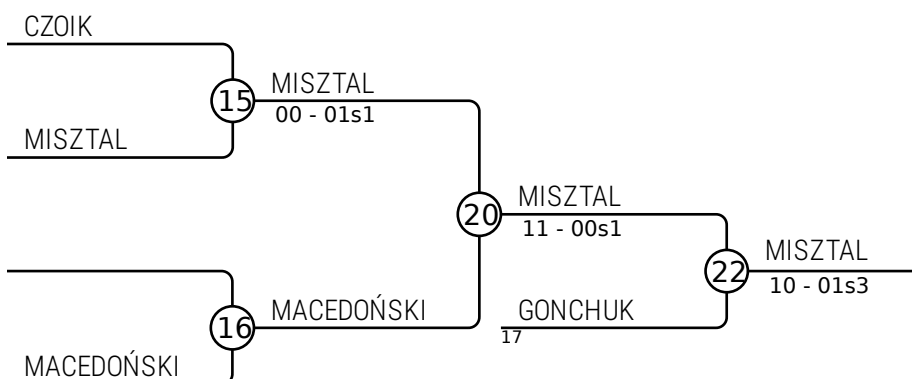 CZOIK
15
MISZTAL
00 - 01s1
MISZTAL
20
MISZTAL
11 - 00s1
22
MISZTAL
10 - 01s3
16
MACEDOŃSKI
GONCHUK
17
MACEDOŃSKI